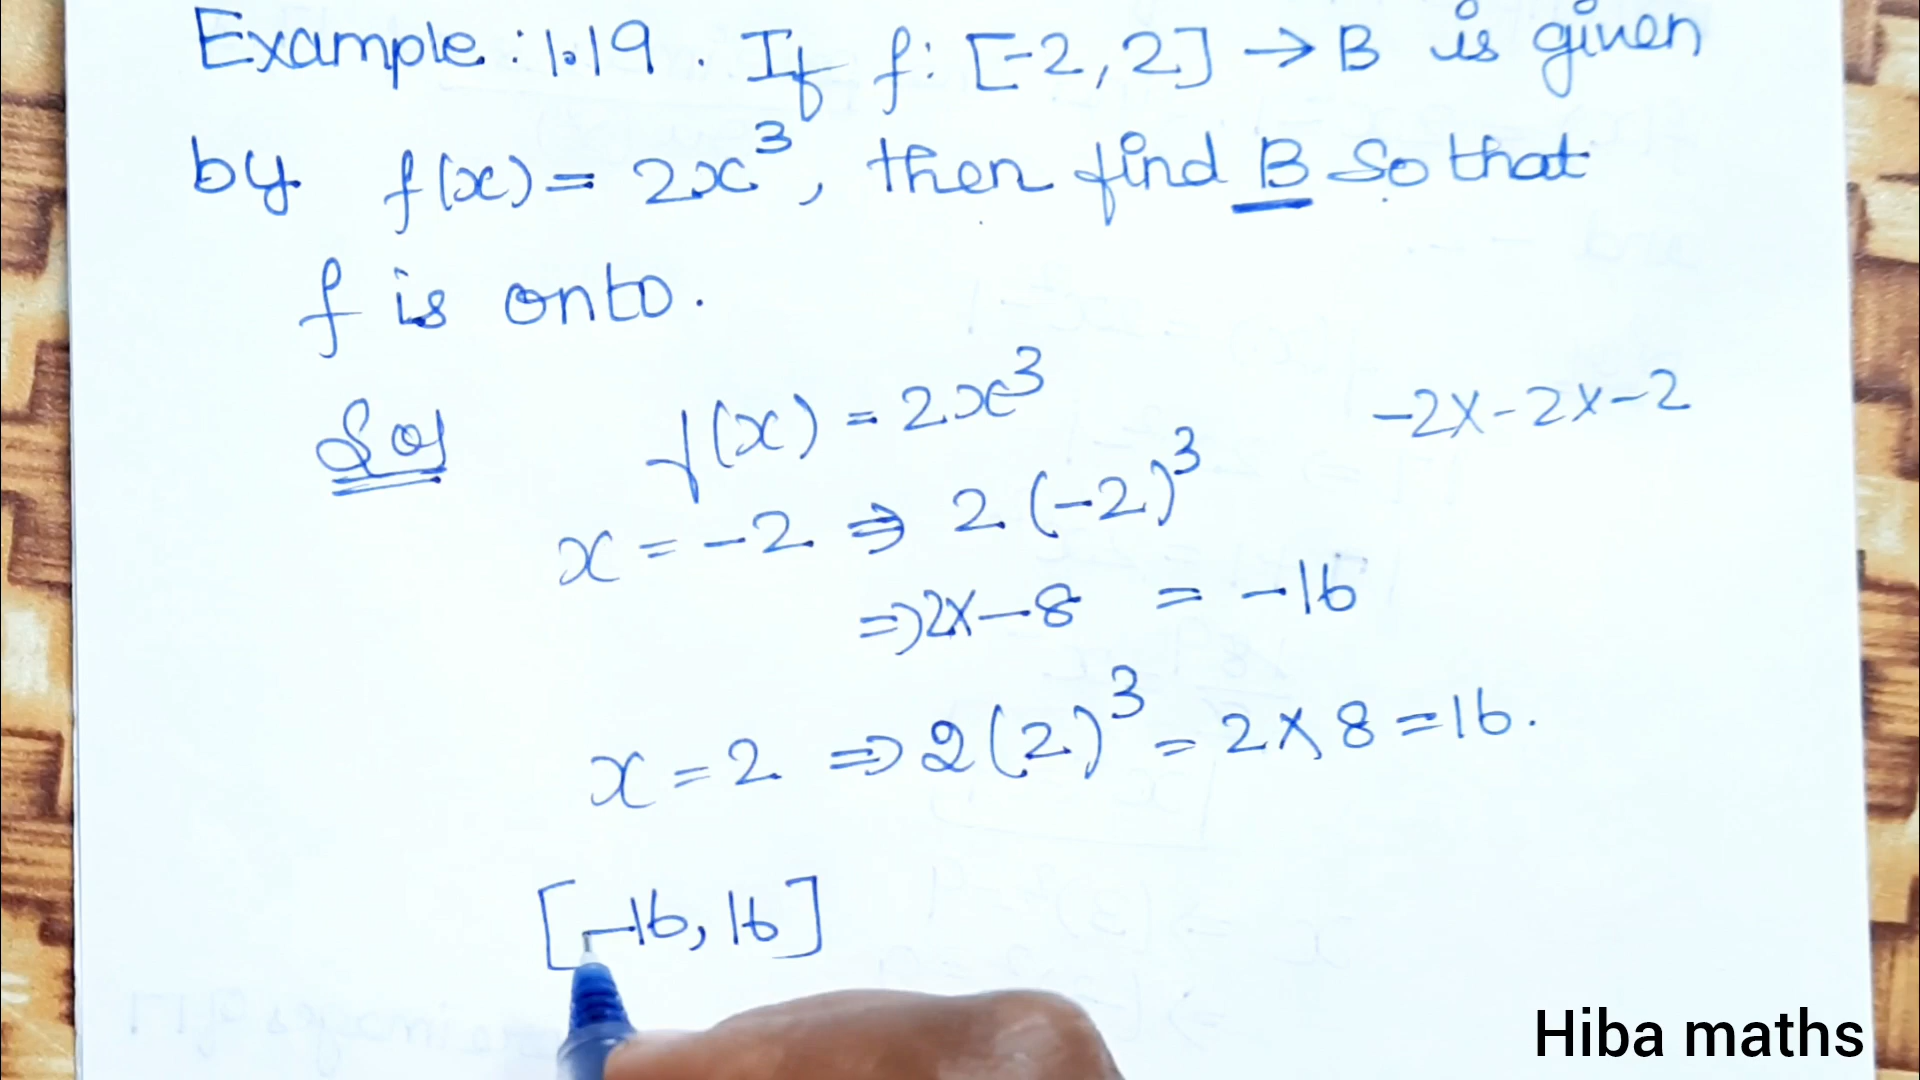 Example : 1.19 . If f: [-2, 2] → B is given
by f(x) = 2x³, then find B so that
f is onto.
Sol
f(x) = 2x³
-2x-2x-2
x = -2 ⇒ 2(-2)³
⇒ 2x-8 = -16
x = 2 ⇒ 2(2)³ = 2x8 = 16.
[-16, 16]
Hiba maths